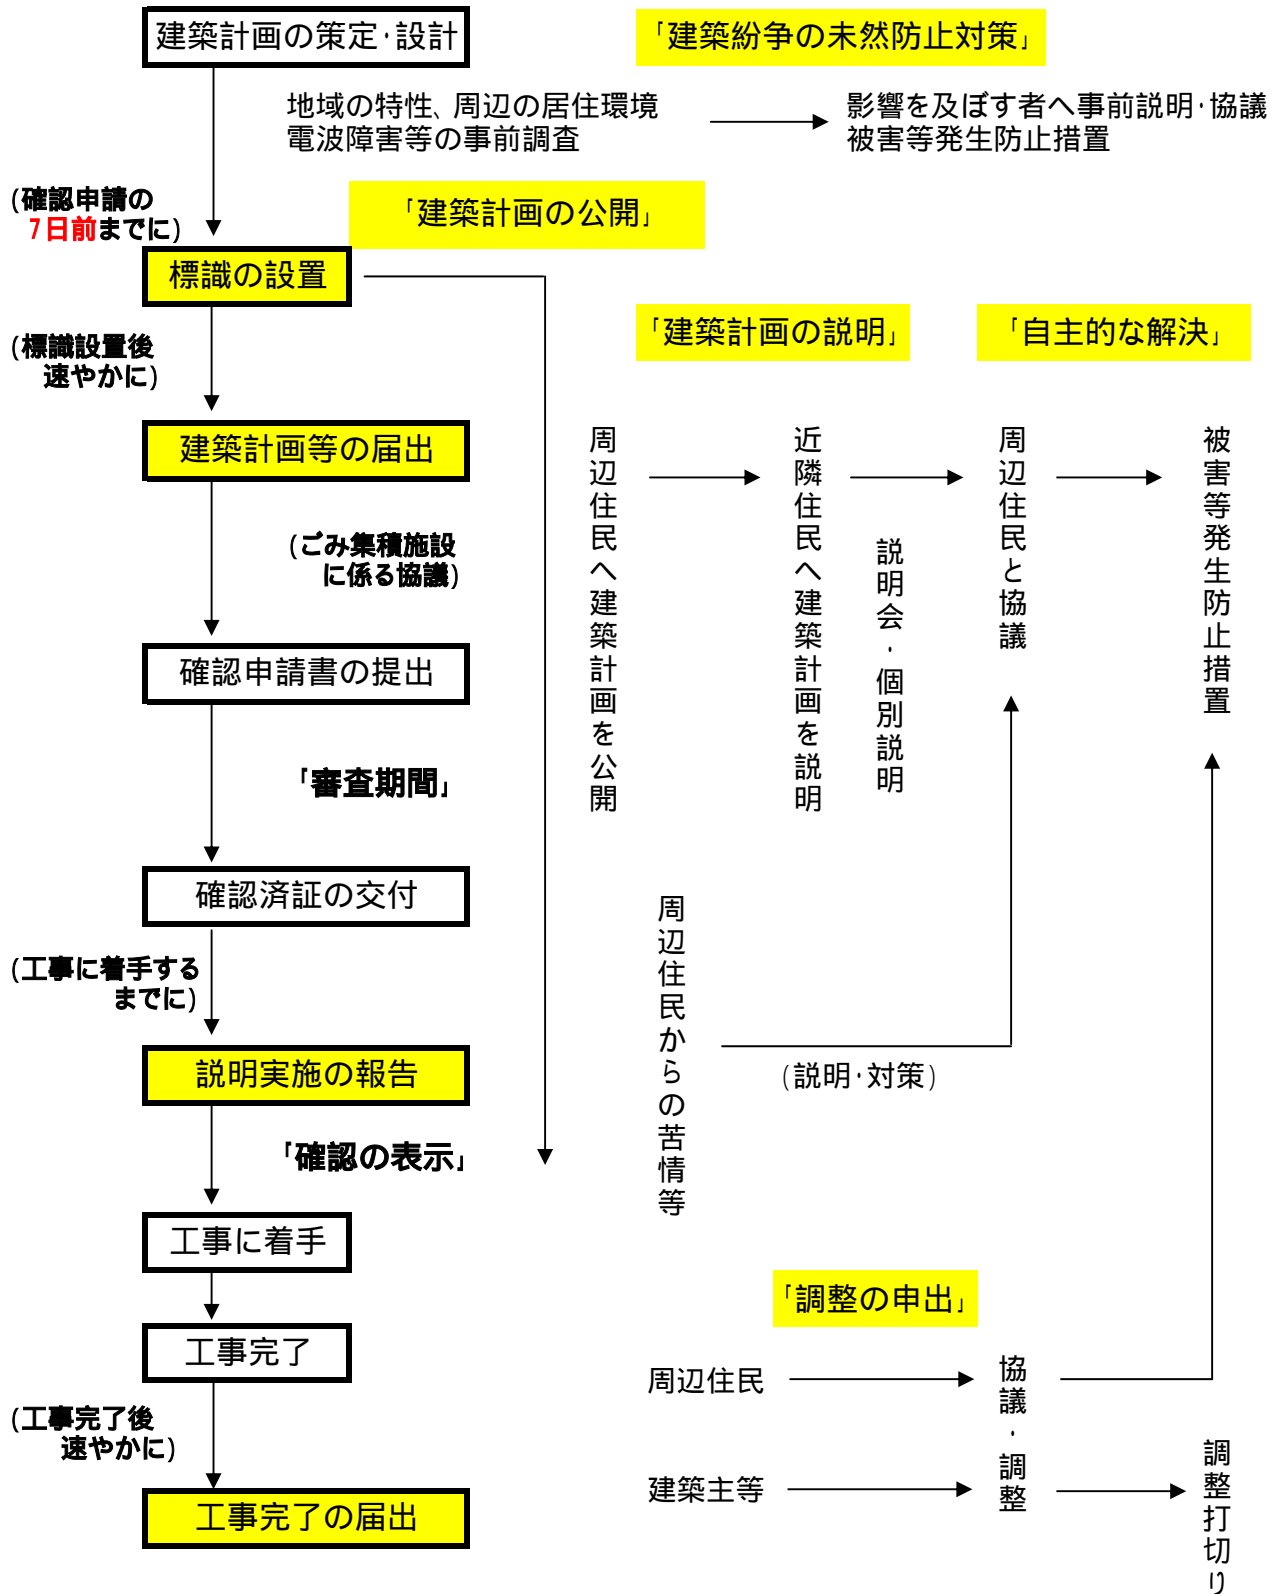 建築計画の策定・設計
「建築紛争の未然防止対策」
地域の特性、周辺の居住環境
電波障害等の事前調査
影響を及ぼす者へ事前説明・協議
被害等発生防止措置
(確認申請の
7日前までに)
「建築計画の公開」
標識の設置
(標識設置後
速やかに)
「建築計画の説明」
「自主的な解決」
建築計画等の届出
周辺住民へ建築計画を公開
近隣住民へ建築計画を説明
説明会・個別説明
周辺住民と協議
被害等発生防止措置
(ごみ集積施設
に係る協議)
確認申請書の提出
「審査期間」
確認済証の交付
(工事に着手する
までに)
周辺住民からの苦情等
(説明・対策)
説明実施の報告
「確認の表示」
工事に着手
「調整の申出」
工事完了
周辺住民
協議・調整
(工事完了後
速やかに)
建築主等
調整打切り
工事完了の届出